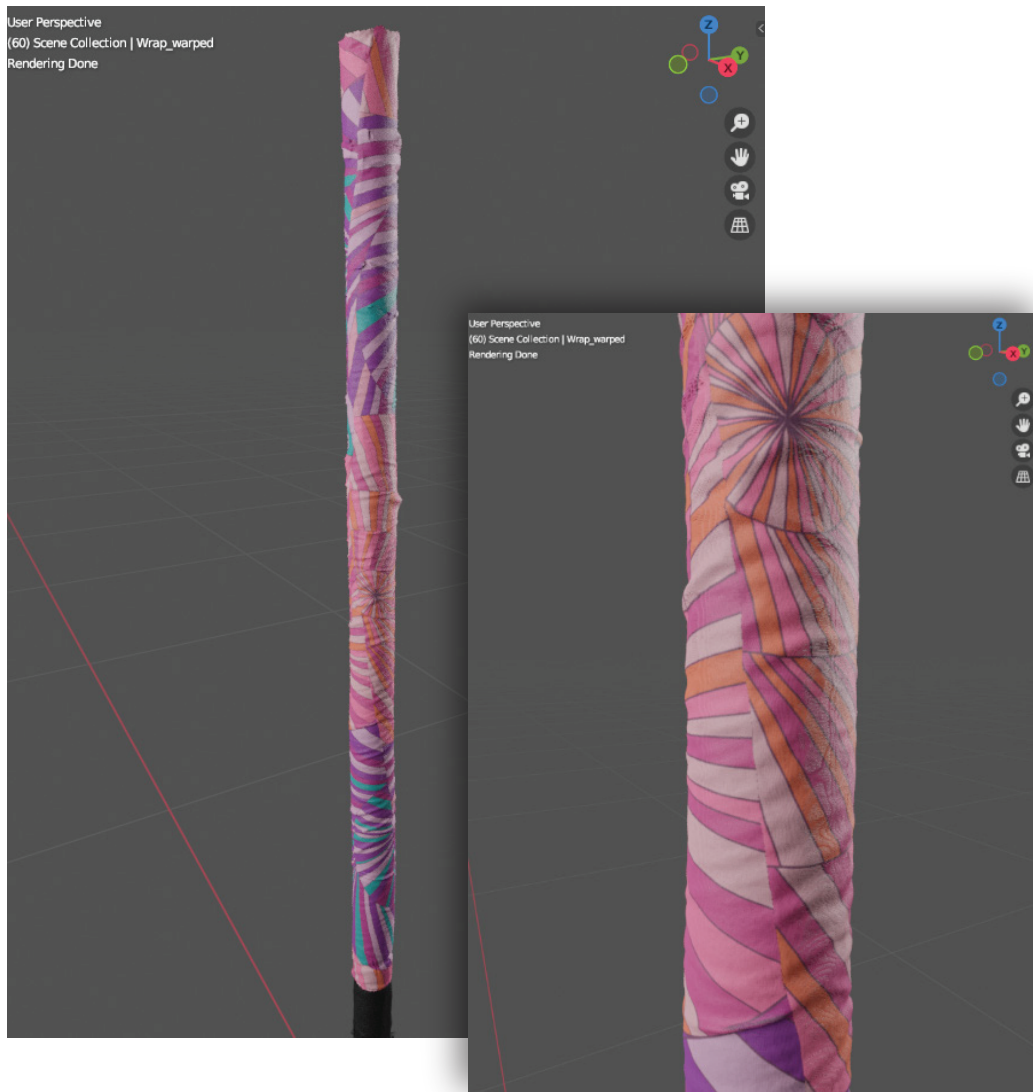 User Perspective
(60) Scene Collection | Wrap_warped
Rendering Done
Z
Y
X
User Perspective
(60) Scene Collection | Wrap_warped
Rendering Done
Z
X
Y